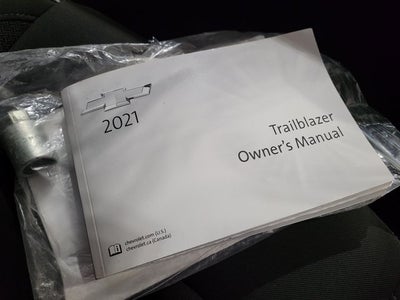 2021
Trailblazer
Owner's Manual
chevrolet.com (U.S.)
chevrolet.ca (Canada)